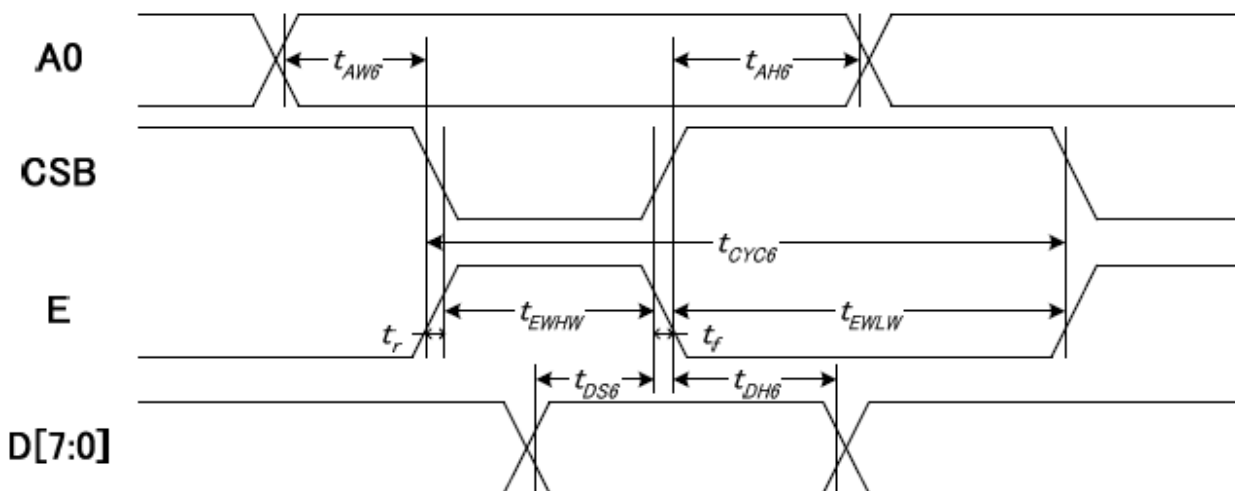 A0
tAW6
tAH6
CSB
tCYC6
E
tr
tEWHW
tf
tEWLW
tDS6
tDH6
D[7:0]